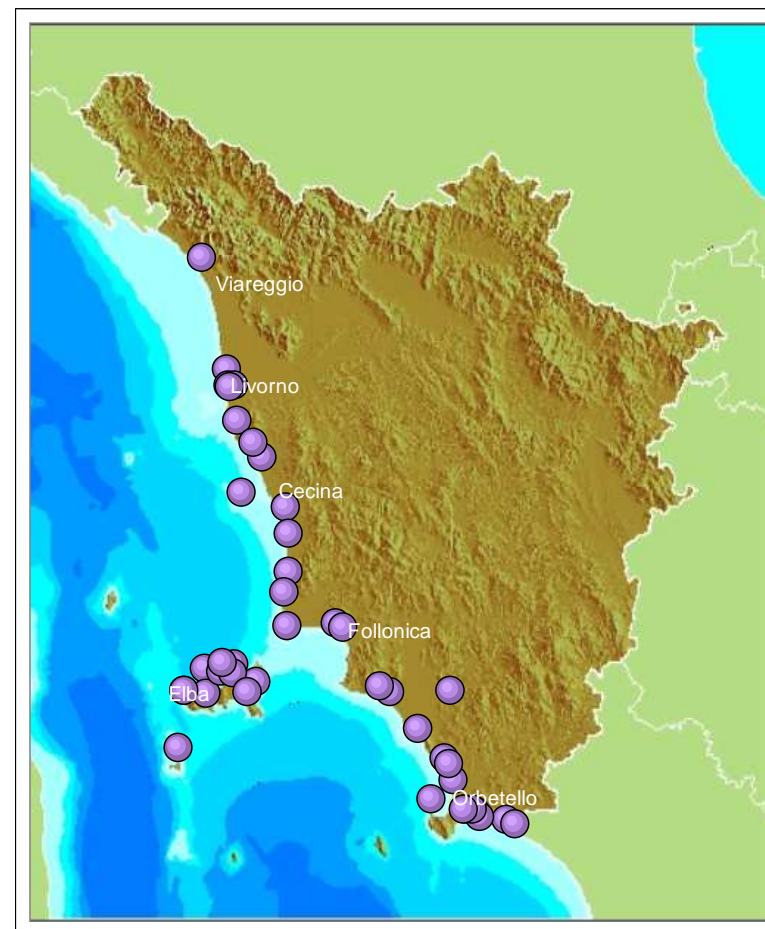 Viareggio
Livorno
Cecina
Follonica
Elba
Orbetello